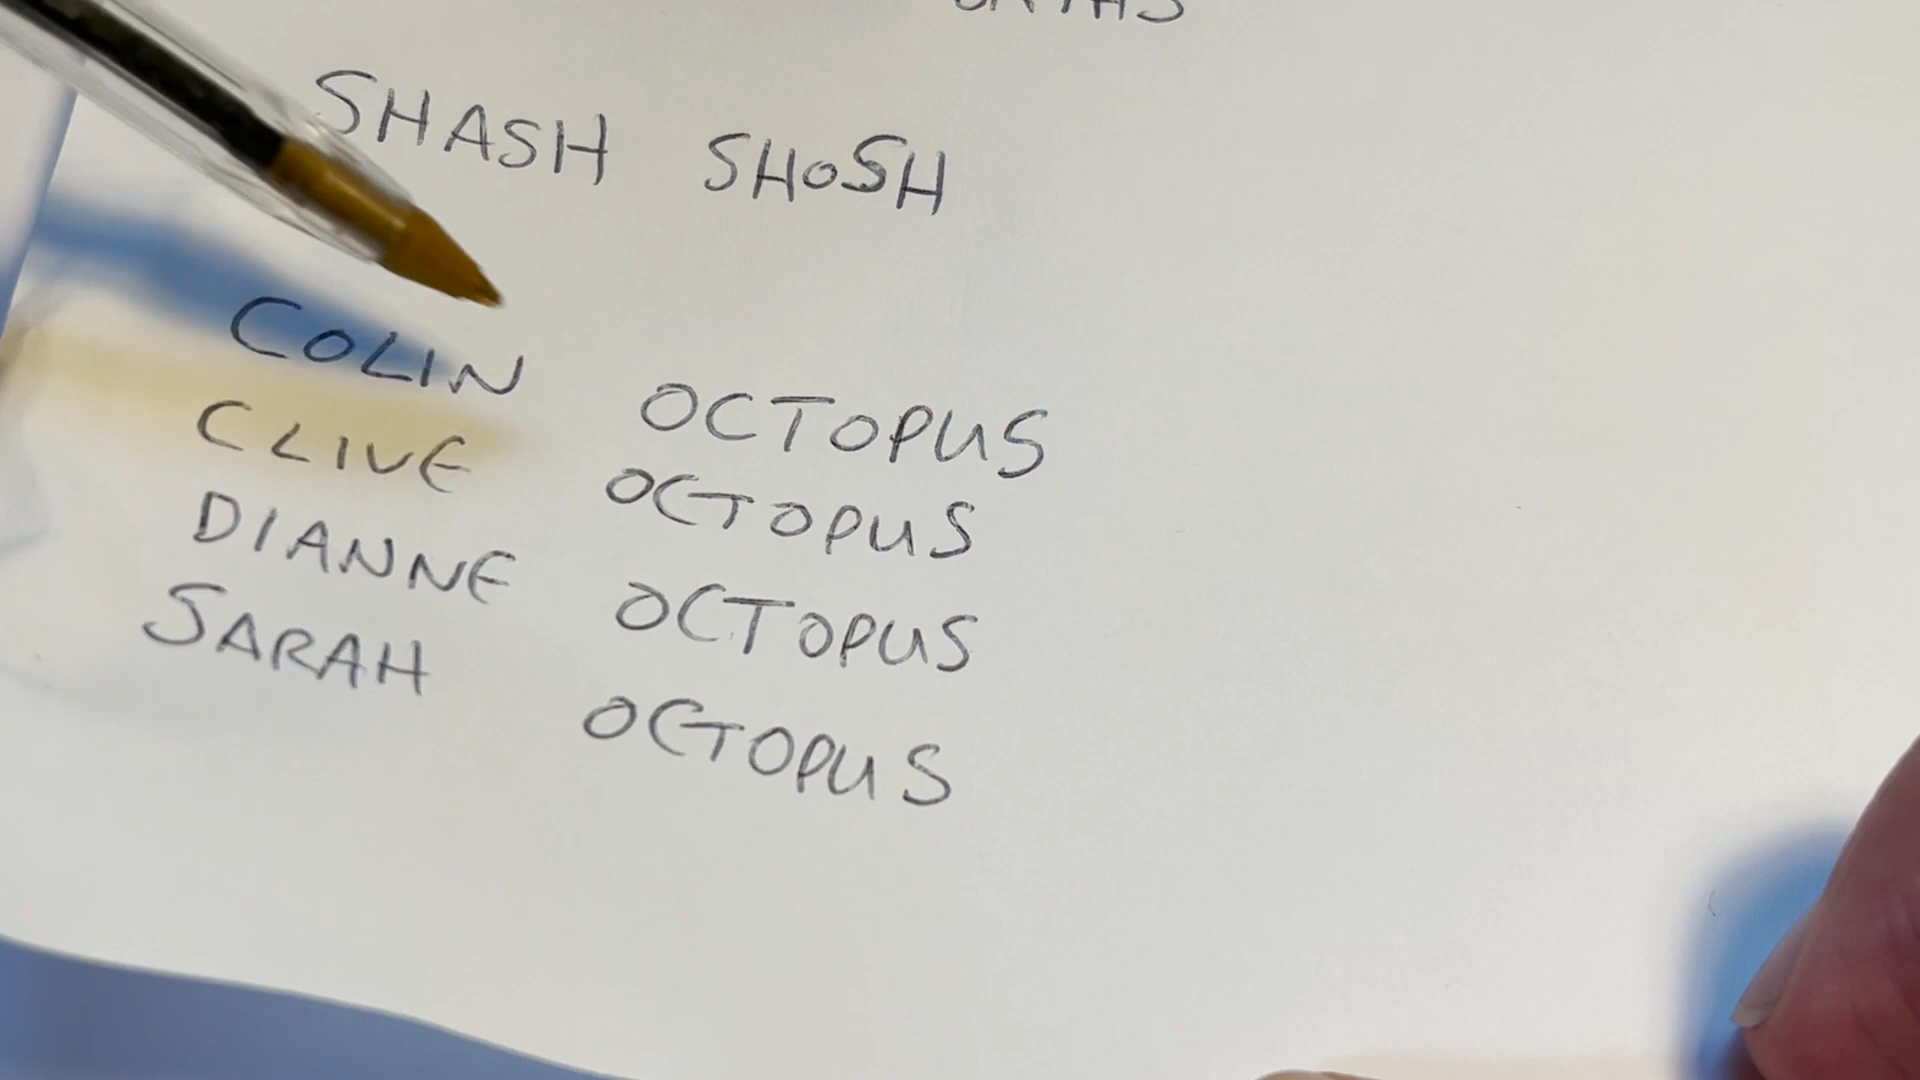 SHASH SHOSH
COLIN OCTOPUS
CLIVE OCTOPUS
DIANNE OCTOPUS
SARAH OCTOPUS